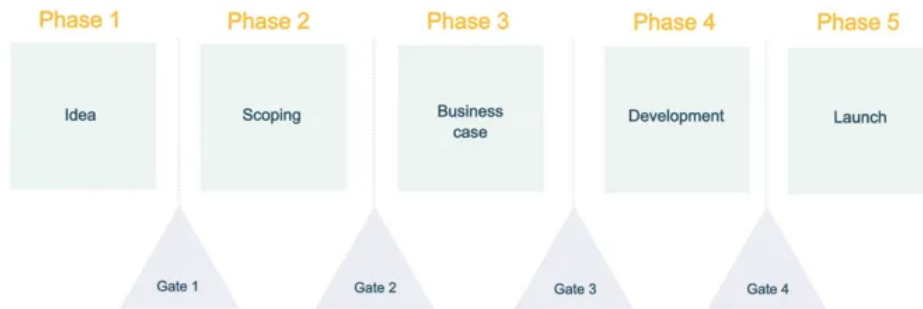 Phase 1
Phase 2
Phase 3
Phase 4
Phase 5
Idea
Scoping
Business
case
Development
Launch
Gate 1
Gate 2
Gate 3
Gate 4